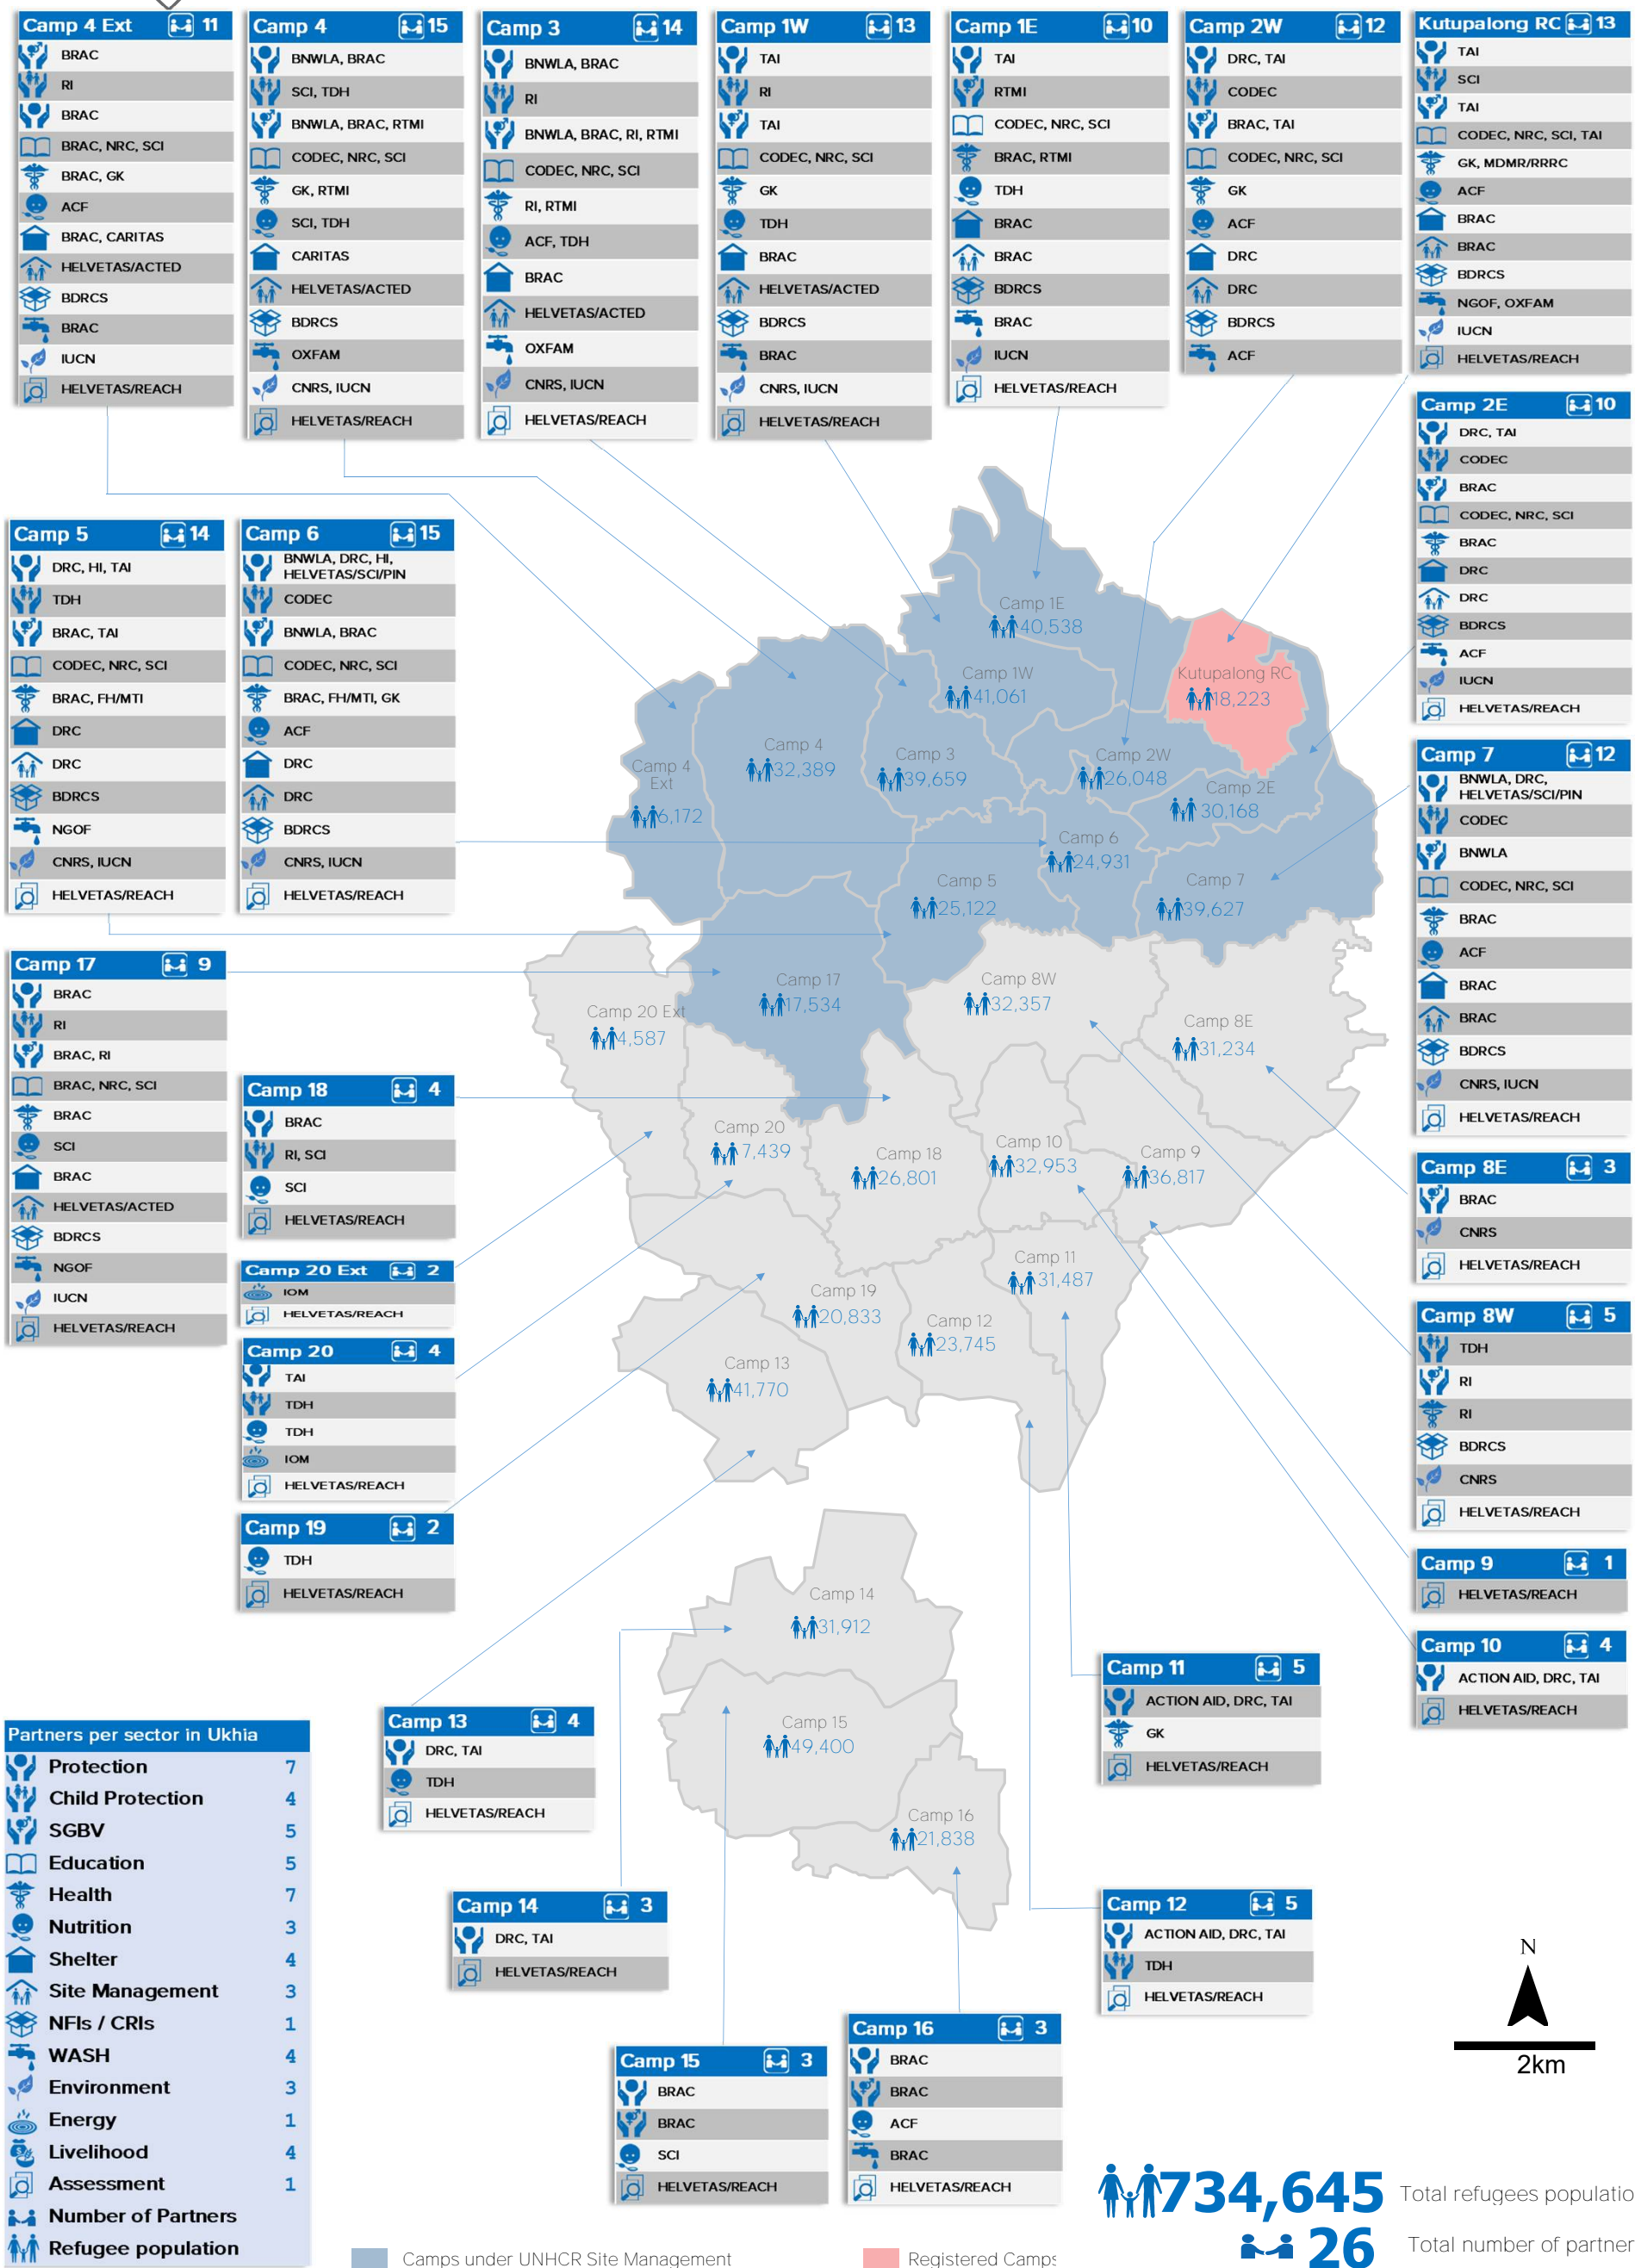 Camp 4 Ext 11
BRAC
RI
BRAC
BRAC, NRC, SCI
BRAC, GK
ACF
BRAC, CARITAS
HELVETAS/ACTED
BDRCS
BRAC
IUCN
HELVETAS/REACH
Camp 4 15
BNWLA, BRAC
SCI, TDH
BNWLA, BRAC, RTMI
CODEC, NRC, SCI
GK, RTMI
SCI, TDH
CARITAS
HELVETAS/ACTED
BDRCS
OXFAM
CNRS, IUCN
HELVETAS/REACH
Camp 3 14
BNWLA, BRAC
RI
BNWLA, BRAC, RI, RTMI
CODEC, NRC, SCI
RI, RTMI
ACF, TDH
BRAC
HELVETAS/ACTED
OXFAM
CNRS, IUCN
HELVETAS/REACH
Camp 1W 13
TAI
RI
TAI
CODEC, NRC, SCI
GK
TDH
BRAC
HELVETAS/ACTED
BDRCS
BRAC
CNRS, IUCN
HELVETAS/REACH
Camp 1E 10
TAI
RTMI
CODEC, NRC, SCI
BRAC, RTMI
TDH
BRAC
BRAC
BDRCS
BRAC
IUCN
HELVETAS/REACH
Camp 2W 12
DRC, TAI
CODEC
BRAC, TAI
CODEC, NRC, SCI
GK
ACF
DRC
DRC
BDRCS
ACF
Kutupalong RC 13
TAI
SCI
TAI
CODEC, NRC, SCI, TAI
GK, MDMR/RRRC
ACF
BRAC
BRAC
BDRCS
NGOF, OXFAM
IUCN
HELVETAS/REACH
Camp 2E 10
DRC, TAI
CODEC
BRAC
CODEC, NRC, SCI
BRAC
DRC
DRC
BDRCS
ACF
IUCN
HELVETAS/REACH
Camp 5 14
DRC, HI, TAI
TDH
BRAC, TAI
CODEC, NRC, SCI
BRAC, FH/MTI
DRC
DRC
BDRCS
NGOF
CNRS, IUCN
HELVETAS/REACH
Camp 6 15
BNWLA, DRC, HI,
HELVETAS/SCI/PIN
CODEC
BNWLA, BRAC
CODEC, NRC, SCI
BRAC, FH/MTI, GK
ACF
DRC
DRC
BDRCS
CNRS, IUCN
HELVETAS/REACH
Camp 7 12
BNWLA, DRC,
HELVETAS/SCI/PIN
CODEC
BNWLA
CODEC, NRC, SCI
BRAC
ACF
BRAC
BRAC
BDRCS
CNRS, IUCN
HELVETAS/REACH
Camp 1E
40,538
Camp 1W
41,061
Kutupalong RC
18,223
Camp 4
32,389
Camp 3
39,659
Camp 2W
26,048
Camp 4
Ext
6,172
Camp 2E
30,168
Camp 6
24,931
Camp 5
25,122
Camp 7
39,627
Camp 17
17,534
Camp 8W
32,357
Camp 20 Ext
4,587
Camp 8E
31,234
Camp 20
7,439
Camp 18
26,801
Camp 10
32,953
Camp 9
36,817
Camp 11
31,487
Camp 19
20,833
Camp 12
23,745
Camp 13
41,770
Camp 14
31,912
Camp 15
49,400
Camp 16
21,838
Camp 17 9
BRAC
RI
BRAC, RI
BRAC, NRC, SCI
BRAC
SCI
BRAC
HELVETAS/ACTED
BDRCS
NGOF
IUCN
HELVETAS/REACH
Camp 18 4
BRAC
RI, SCI
SCI
HELVETAS/REACH
Camp 20 Ext 2
IOM
HELVETAS/REACH
Camp 20 4
TAI
TDH
TDH
IOM
HELVETAS/REACH
Camp 19 2
TDH
HELVETAS/REACH
Camp 8E 3
BRAC
CNRS
HELVETAS/REACH
Camp 8W 5
TDH
RI
RI
BDRCS
CNRS
HELVETAS/REACH
Camp 9 1
HELVETAS/REACH
Camp 10 4
ACTION AID, DRC, TAI
HELVETAS/REACH
Camp 11 5
ACTION AID, DRC, TAI
GK
HELVETAS/REACH
Camp 13 4
DRC, TAI
TDH
HELVETAS/REACH
Camp 14 3
DRC, TAI
HELVETAS/REACH
Camp 12 5
ACTION AID, DRC, TAI
TDH
HELVETAS/REACH
Camp 15 3
BRAC
BRAC
SCI
HELVETAS/REACH
Camp 16 3
BRAC
BRAC
ACF
BRAC
HELVETAS/REACH
Partners per sector in Ukhia
Protection 7
Child Protection 4
SGBV 5
Education 5
Health 7
Nutrition 3
Shelter 4
Site Management 3
NFIs / CRIs 1
WASH 4
Environment 3
Energy 1
Livelihood 4
Assessment 1
Number of Partners
Refugee population
N
2km
734,645 Total refugees populatio
26 Total number of partner
Camps under UNHCR Site Management
Registered Camps